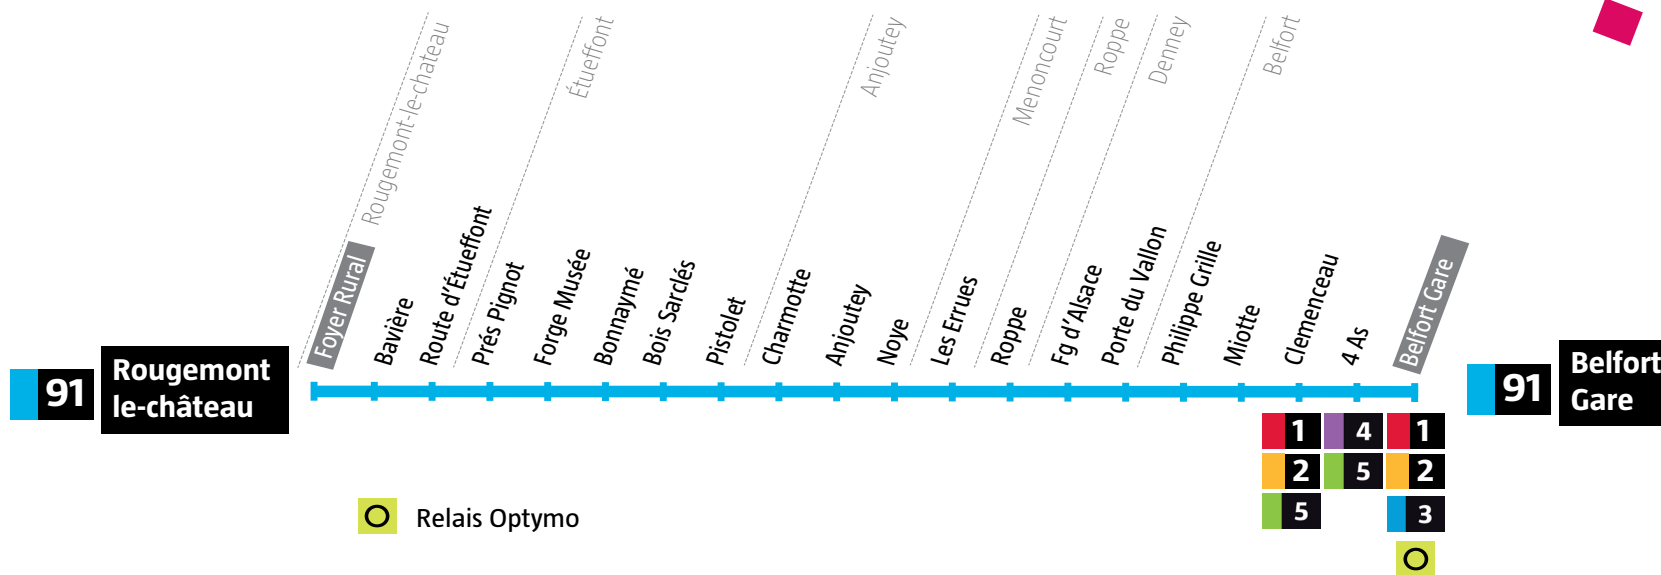 Rougemont-le-chateau
Étueffont
Anjoutey
Menoncourt
Roppe
Denney
Belfort
Foyer Rural
Bavière
Route d'Étueffont
Prés Pignot
Forge Musée
Bonnaymé
Bois Sarclés
Pistolet
Charmotte
Anjoutey
Noye
Les Errues
Roppe
Fg d'Alsace
Porte du Vallon
Philippe Grille
Miotte
Clemenceau
4 As
Belfort Gare
91
Rougemont
le-château
91
Belfort
Gare
1 4 1
2 5 2
5 3
Relais Optymo